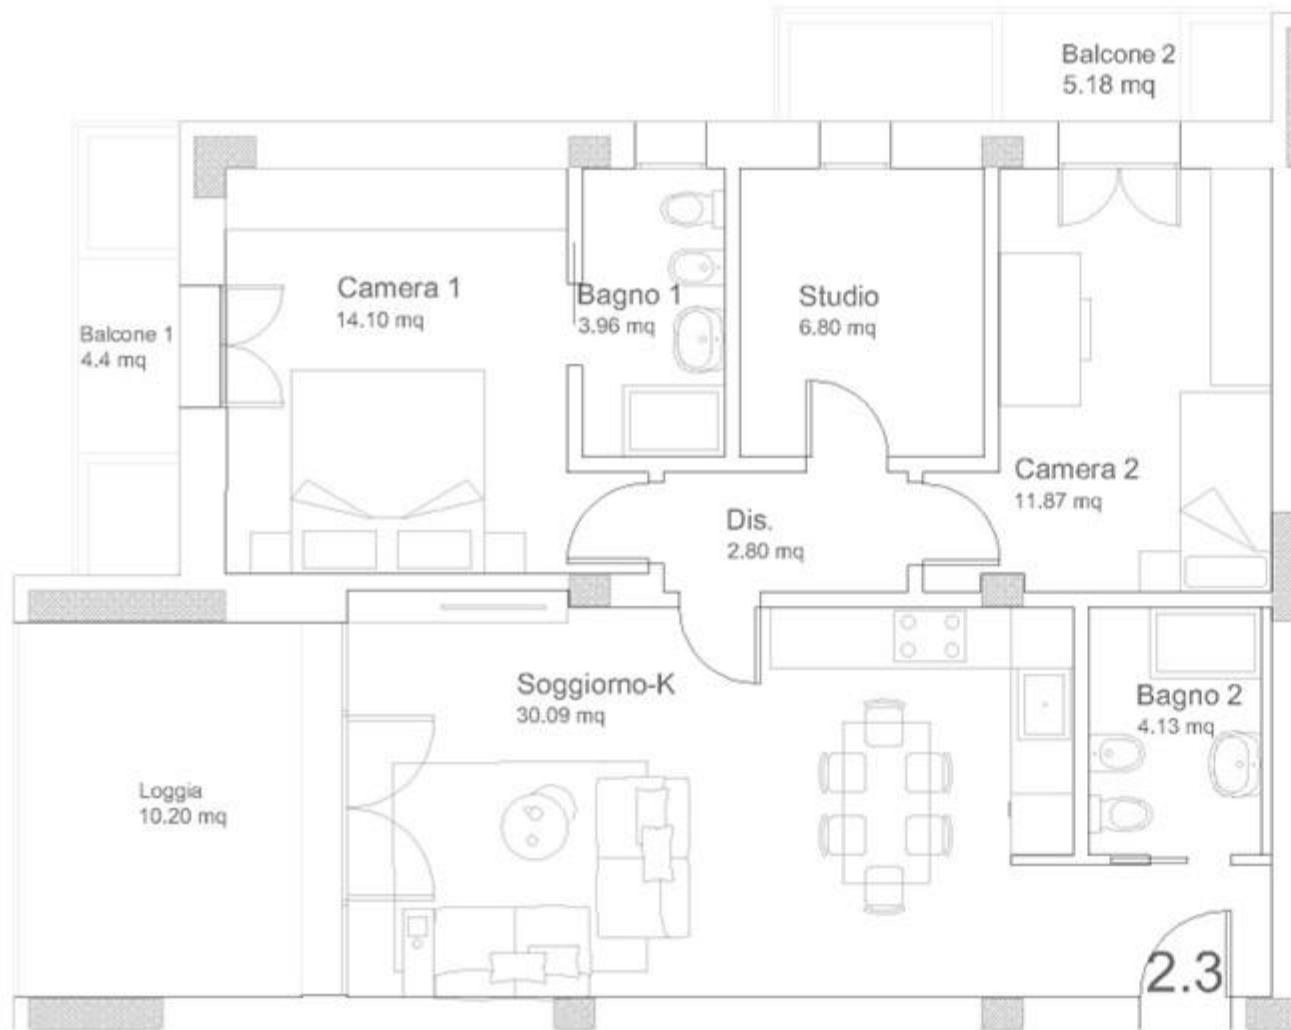 Balcone 2
5.18 mq
Camera 1
14.10 mq
Bagno 1
3.96 mq
Studio
6.80 mq
Balcone 1
4.4 mq
Camera 2
11.87 mq
Dis.
2.80 mq
Soggiorno-K
30.09 mq
Bagno 2
4.13 mq
Loggia
10.20 mq
2.3